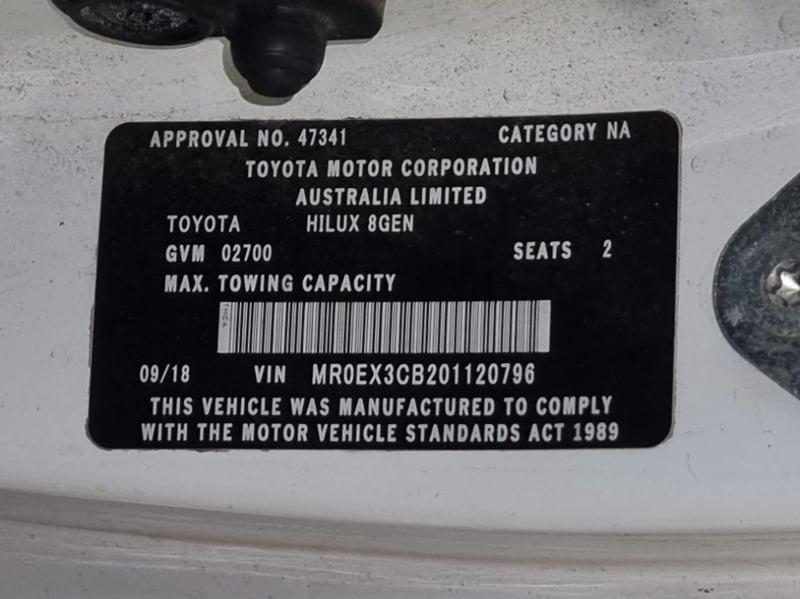 APPROVAL NO. 47341 CATEGORY NA
TOYOTA MOTOR CORPORATION
AUSTRALIA LIMITED
TOYOTA HILUX 8GEN
GVM 02700 SEATS 2
MAX. TOWING CAPACITY
09/18 VIN MR0EX3CB201120796
THIS VEHICLE WAS MANUFACTURED TO COMPLY
WITH THE MOTOR VEHICLE STANDARDS ACT 1989